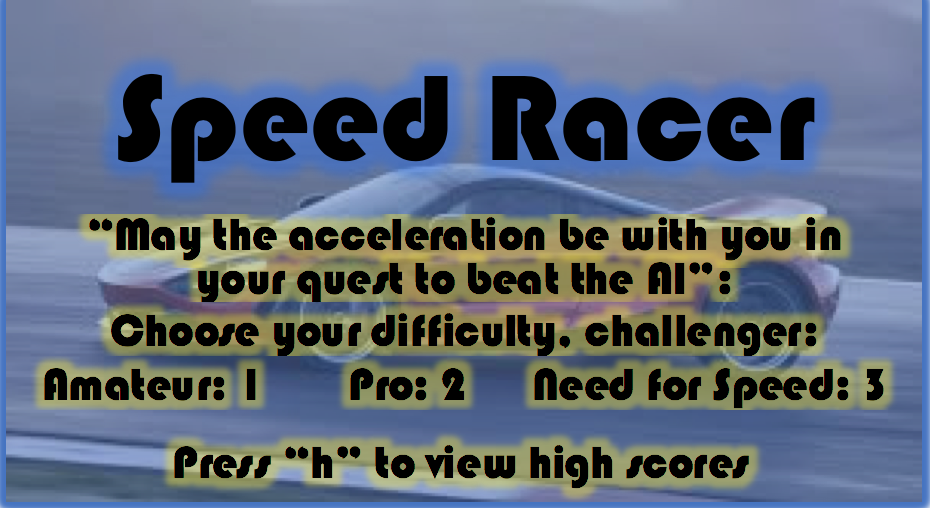 Speed Racer
“May the acceleration be with you in
your quest to beat the AI”:
Choose your difficulty, challenger:
Amateur: 1 Pro: 2 Need for Speed: 3
Press “h” to view high scores